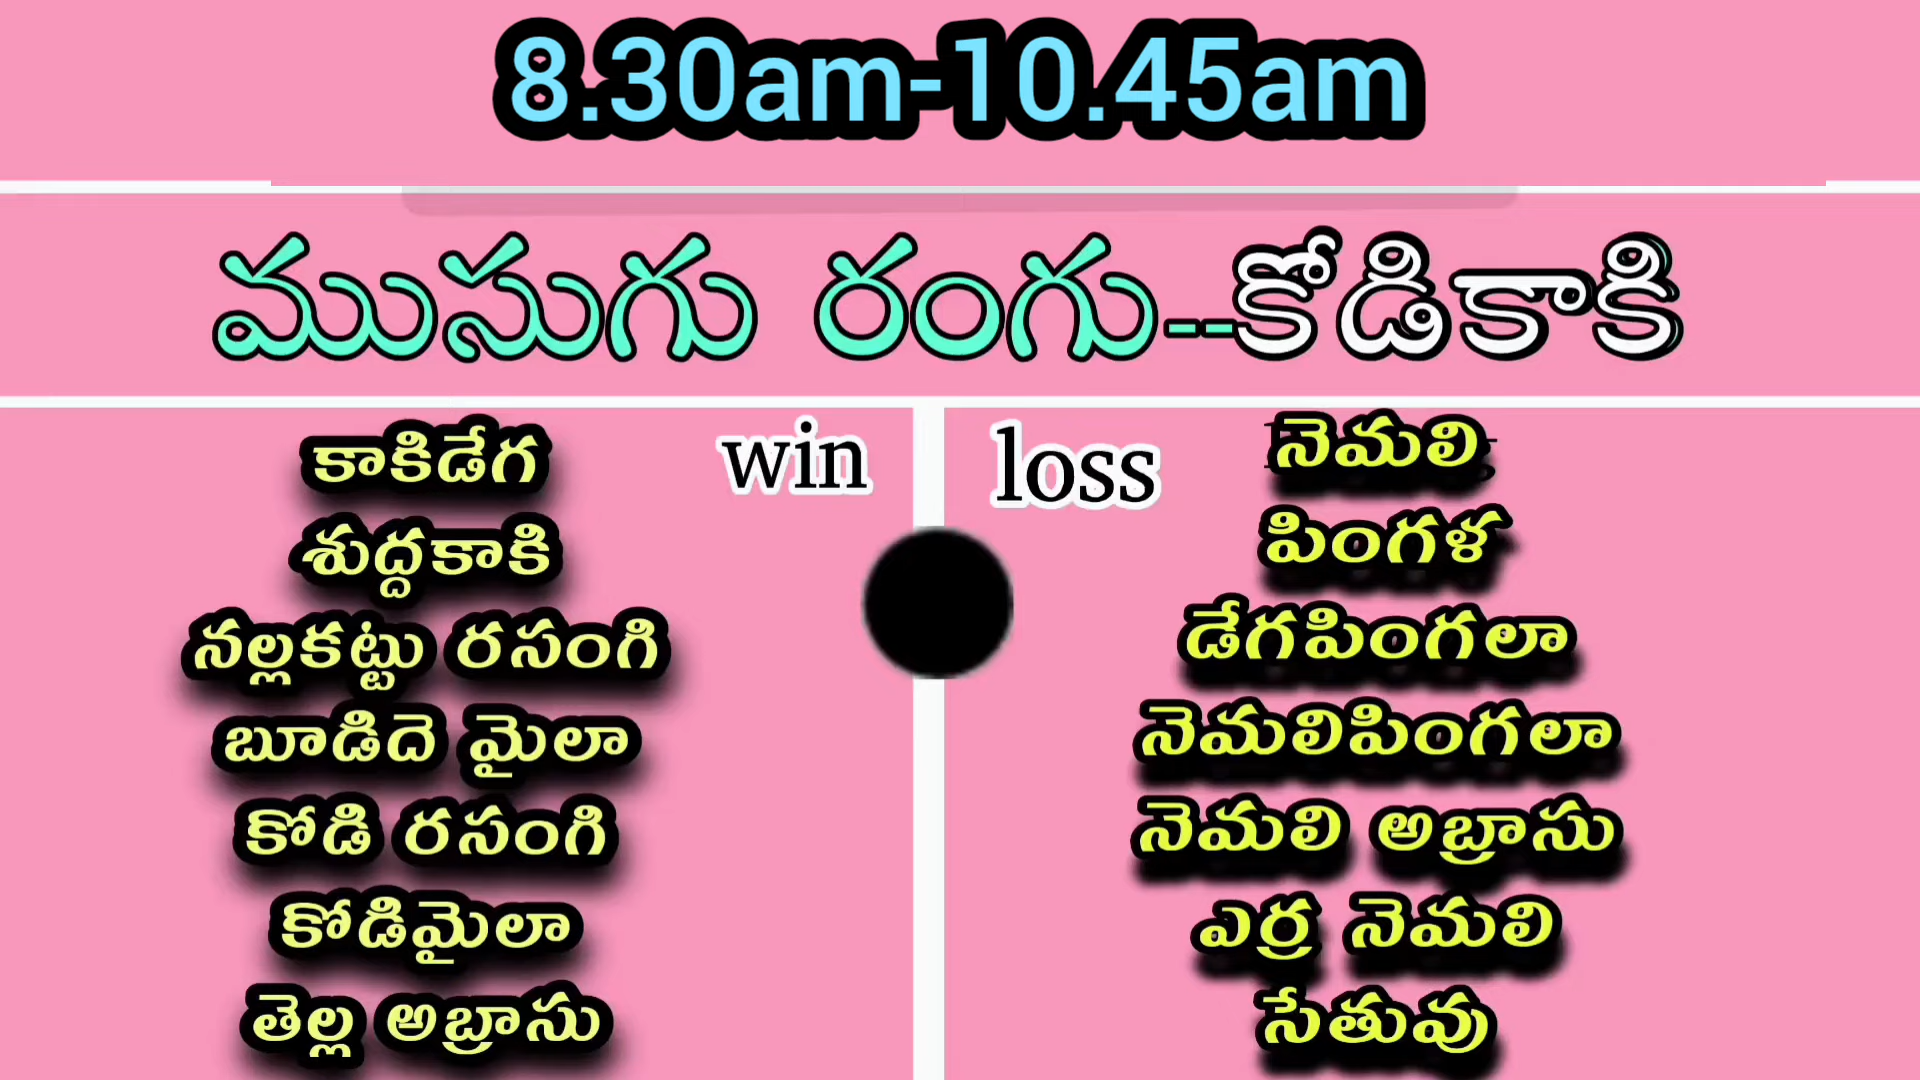 8.30am-10.45am
ముసుగు రంగు--కోడికాకి
win
కాకిడేగ
శుద్దకాకి
నల్లకట్టు రసంగి
బూడిదె మైలా
కోడి రసంగి
కోడిమైలా
తెల్ల అబ్రాసు
loss
నెమలి
పింగళ
డేగపింగలా
నెమలిపింగలా
నెమలి అబ్రాసు
ఎర్ర నెమలి
సేతువు